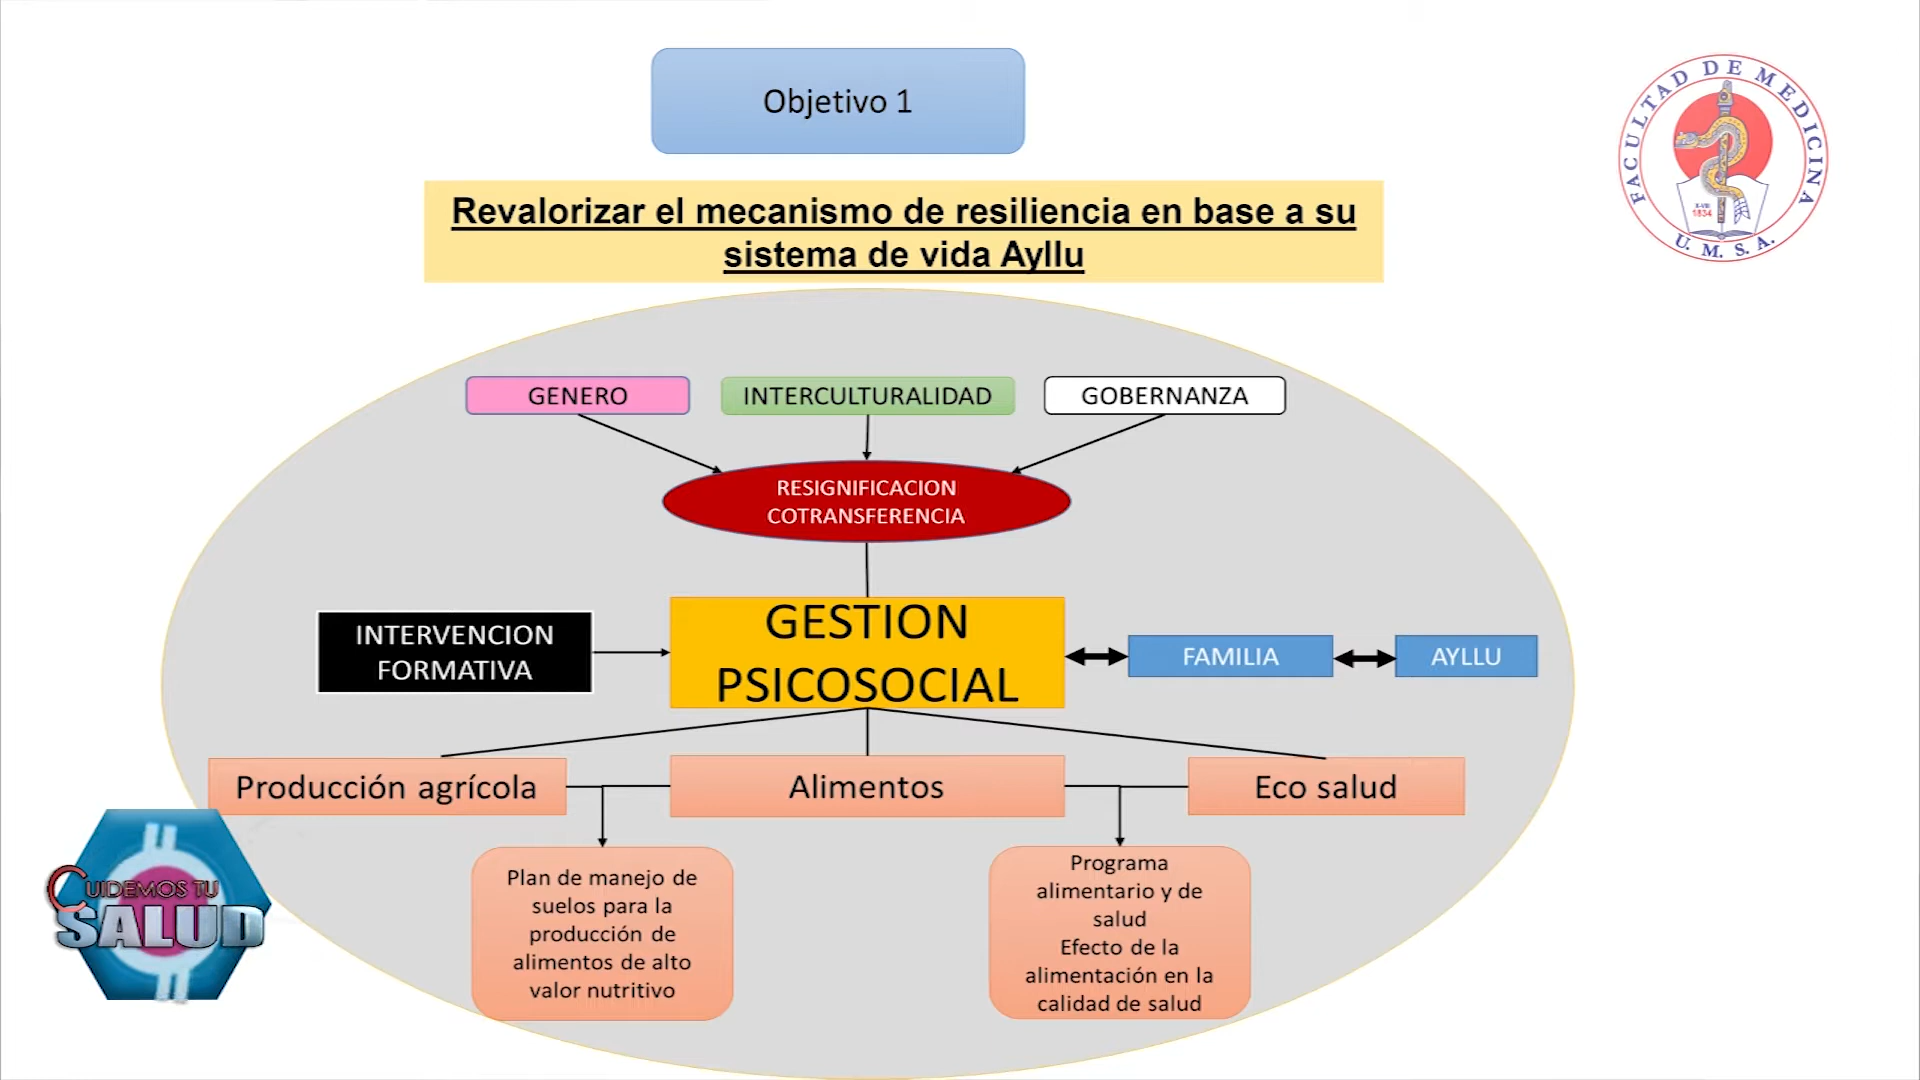 Objetivo 1
FACULTAD DE MEDICINA
1834
U. M. S. A.
Revalorizar el mecanismo de resiliencia en base a su
sistema de vida Ayllu
GENERO
INTERCULTURALIDAD
GOBERNANZA
RESIGNIFICACION
COTRANSFERENCIA
INTERVENCION
FORMATIVA
GESTION
PSICOSOCIAL
FAMILIA
AYLLU
Producción agrícola
Alimentos
Eco salud
CUIDEMOS TU
SALUD
Plan de manejo de
suelos para la
producción de
alimentos de alto
valor nutritivo
Programa
alimentario y de
salud
Efecto de la
alimentación en la
calidad de salud